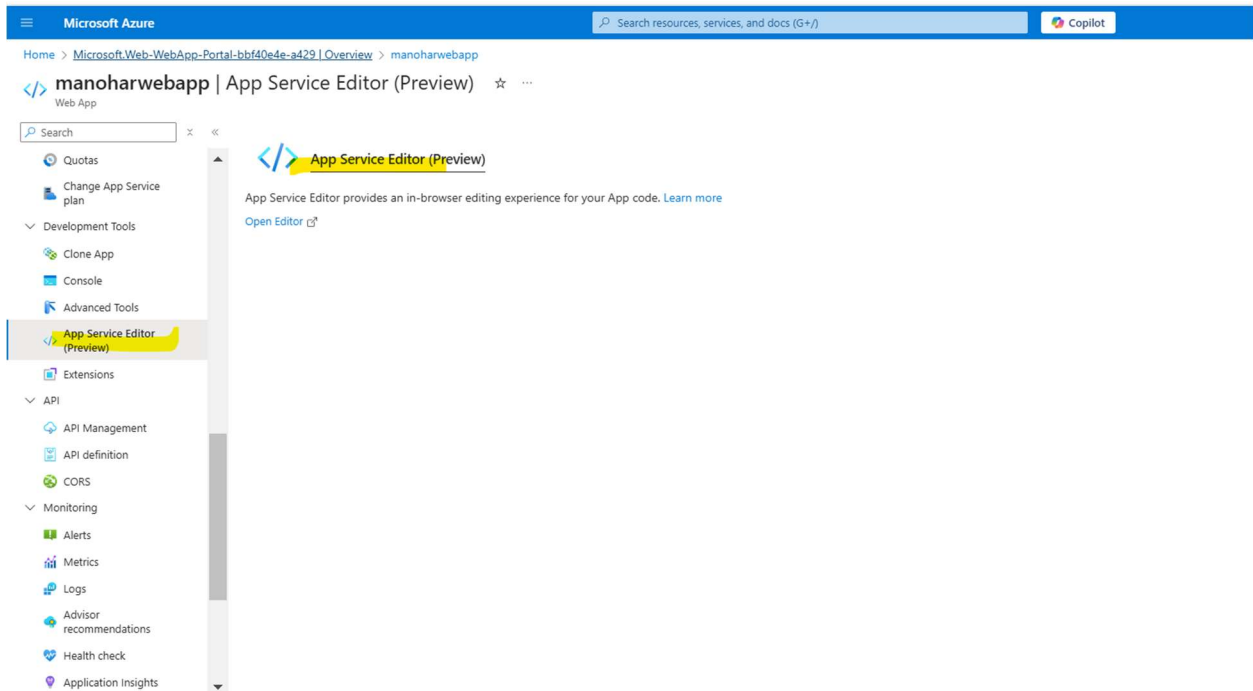 Microsoft Azure
Search resources, services, and docs (G+/)
Copilot
Home > Microsoft.Web-WebApp-Portal-bbf40e4e-a429 | Overview > manoharwebapp
manoharwebapp | App Service Editor (Preview)
Web App
Search
Quotas
Change App Service
plan
Development Tools
Clone App
Console
Advanced Tools
App Service Editor
(Preview)
Extensions
API
API Management
API definition
CORS
Monitoring
Alerts
Metrics
Logs
Advisor
recommendations
Health check
Application Insights
App Service Editor (Preview)
App Service Editor provides an in-browser editing experience for your App code. Learn more
Open Editor